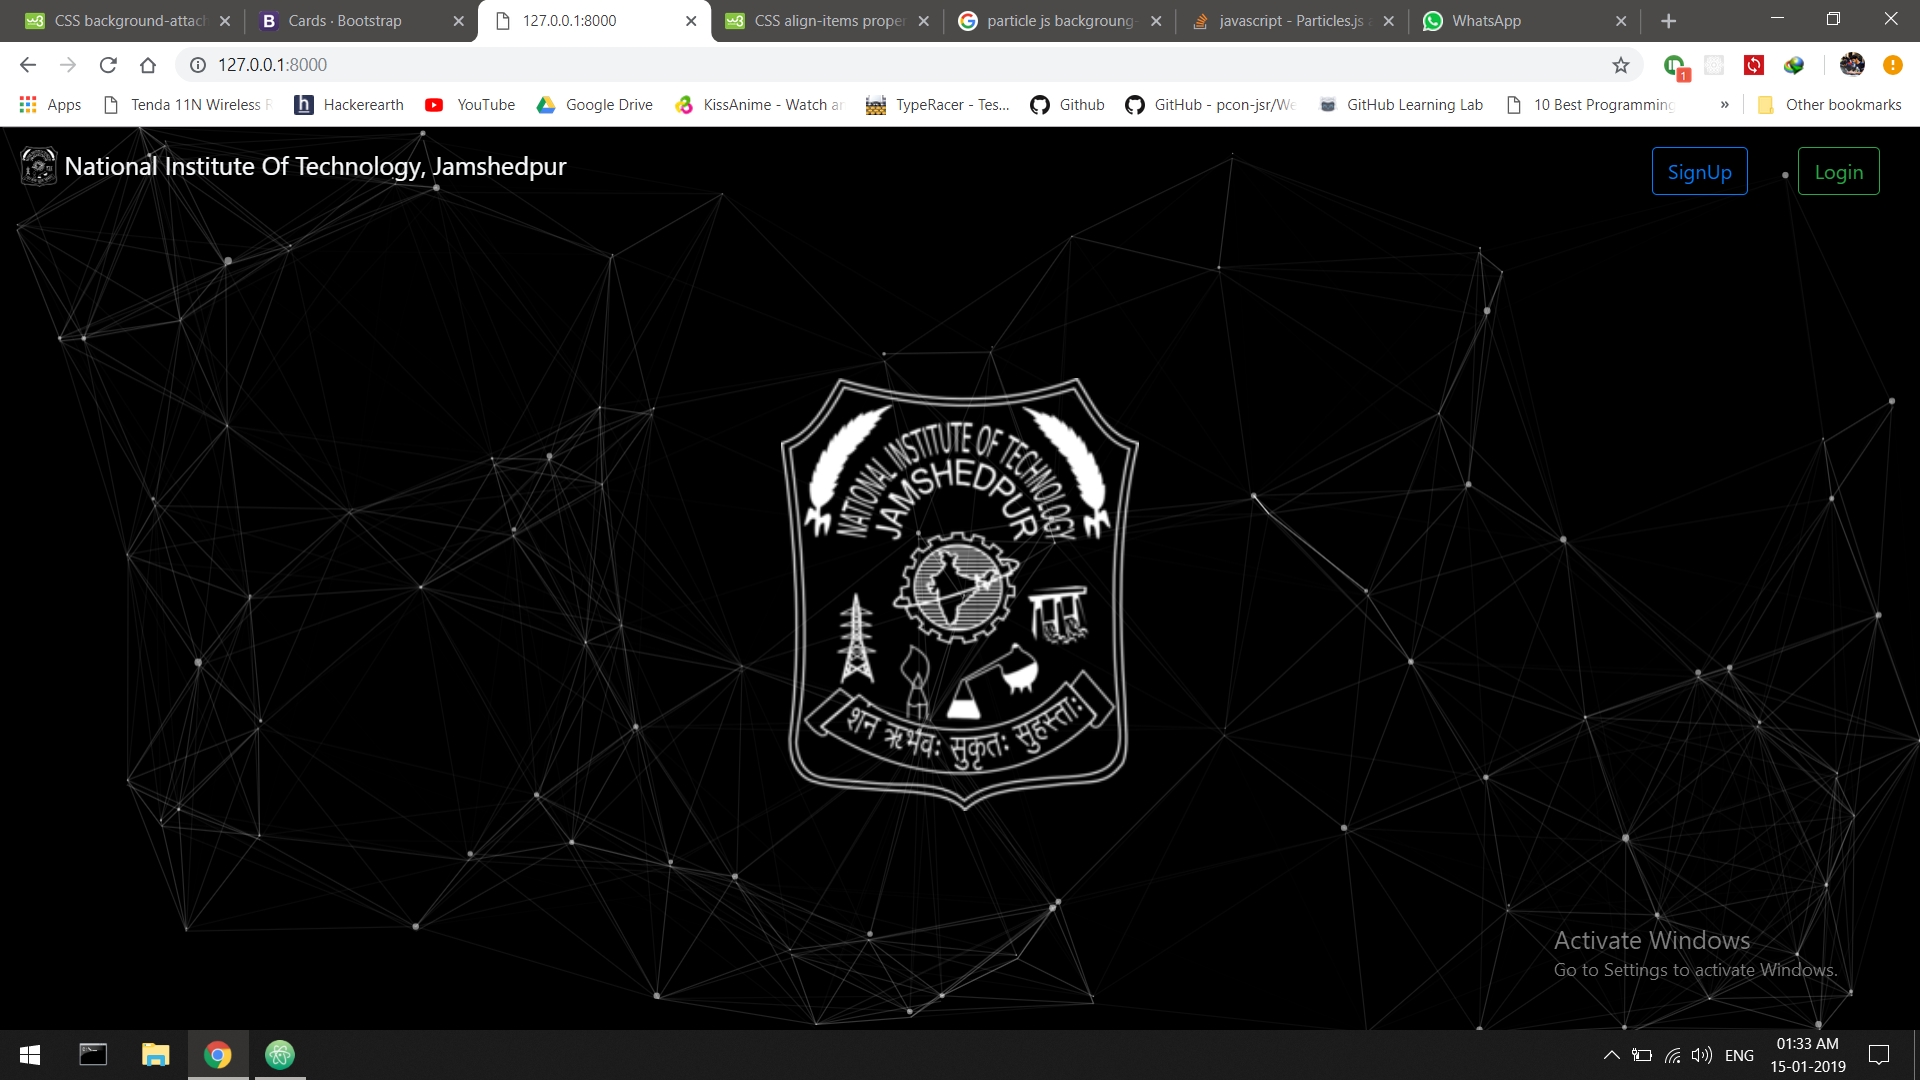 CSS background-attach
Cards · Bootstrap
127.0.0.1:8000
CSS align-items proper
particle js backgroung-
javascript - Particles.js a
WhatsApp
127.0.0.1:8000
1
Apps
Tenda 11N Wireless R
Hackerearth
YouTube
Google Drive
KissAnime - Watch an
TypeRacer - Tes...
Github
GitHub - pcon-jsr/We
GitHub Learning Lab
10 Best Programming
»
Other bookmarks
National Institute Of Technology, Jamshedpur
SignUp
Login
NATIONAL INSTITUTE OF TECHNOLOGY
JAMSHEDPUR
शंन ऋर्भवः सुकृतः सुहस्ताः
Activate Windows
Go to Settings to activate Windows.
ENG
01:33 AM
15-01-2019